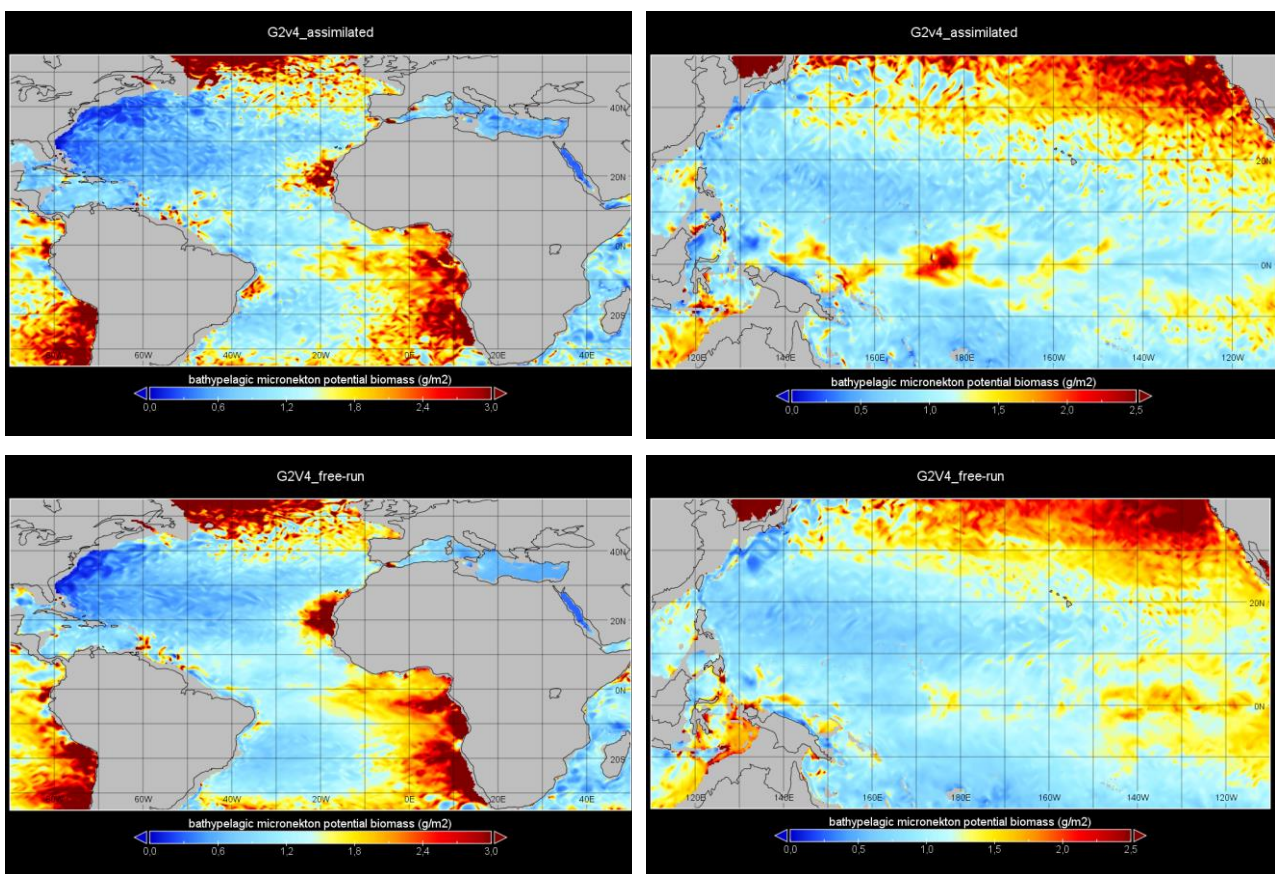 G2v4_assimilated
40N
20N
0N
20S
60W
40W
20W
0E
20E
40E
bathypelagic micronekton potential biomass (g/m2)
0,0 0,6 1,2 1,8 2,4 3,0
G2v4_assimilated
20N
0N
120E
140E
160E
180E
160W
140W
120W
bathypelagic micronekton potential biomass (g/m2)
0,0 0,5 1,0 1,5 2,0 2,5
G2V4_free-run
40N
20N
0N
20S
60W
40W
20W
0E
20E
40E
bathypelagic micronekton potential biomass (g/m2)
0,0 0,6 1,2 1,8 2,4 3,0
G2V4_free-run
20N
0N
120E
140E
160E
180E
160W
140W
120W
bathypelagic micronekton potential biomass (g/m2)
0,0 0,5 1,0 1,5 2,0 2,5